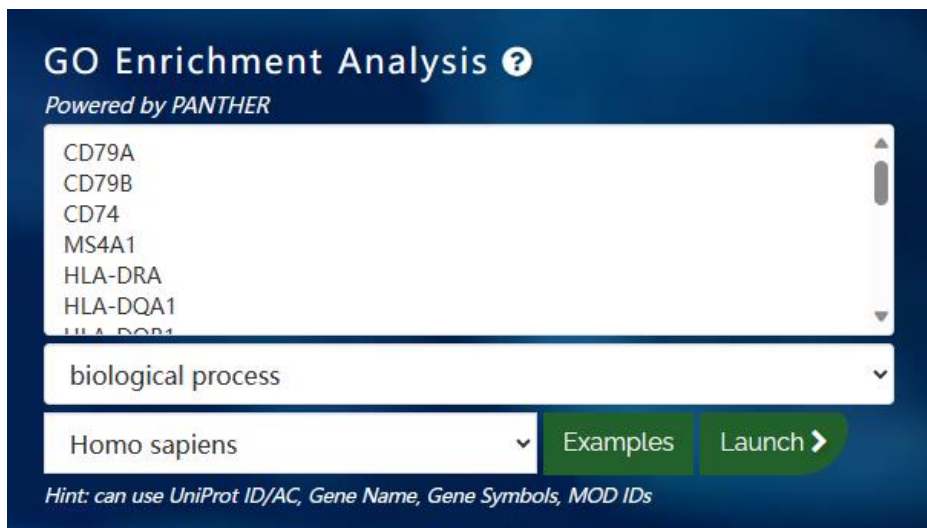 GO Enrichment Analysis ?
Powered by PANTHER
CD79A
CD79B
CD74
MS4A1
HLA-DRA
HLA-DQA1
biological process
Homo sapiens
Examples
Launch
Hint: can use UniProt ID/AC, Gene Name, Gene Symbols, MOD IDs